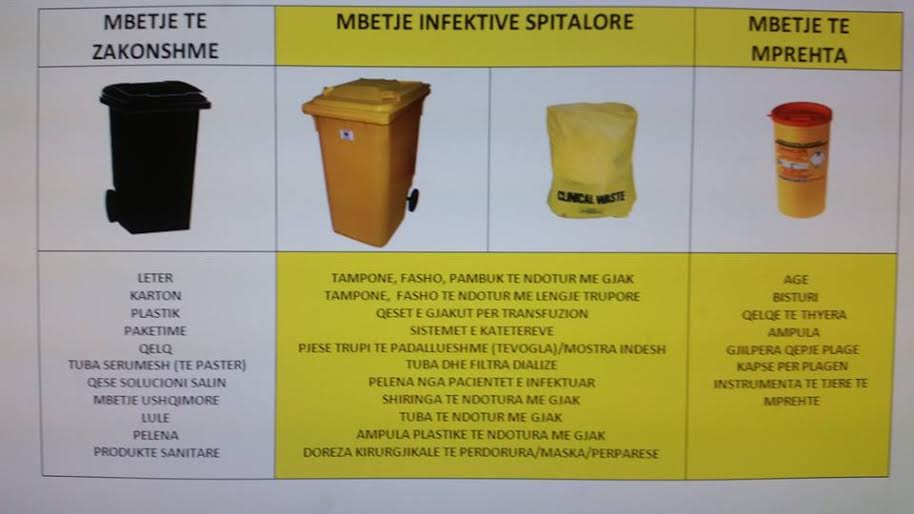 MBETJE TE
ZAKONSHME
MBETJE INFEKTIVE SPITALORE
MBETJE TE
MPREHTA
CLINICAL WASTE
LETER
KARTON
PLASTIK
PAKETIME
QELQ
TUBA SERUMESH (TE PASTER)
QESE SOLUCIONI SALIN
MBETJE USHQIMORE
LULE
PELENA
PRODUKTE SANITARE
TAMPONE, FASHO, PAMBUK TE NDOTUR ME GJAK
TAMPONE, FASHO TE NDOTUR ME LENGJE TRUPORE
QESET E GJAKUT PER TRANSFUZION
SISTEMET E KATETEREVE
PJESE TRUPI TE PADALLUESHME (TEVOGLA)/MOSTRA INDESH
TUBA DHE FILTRA DIALIZE
PELENA NGA PACIENTET E INFEKTUAR
SHIRINGA TE NDOTURA ME GJAK
TUBA TE NDOTUR ME GJAK
AMPULA PLASTIKE TE NDOTURA ME GJAK
DOREZA KIRURGJIKALE TE PERDORURA/MASKA/PERPARESE
AGE
BISTURI
QELQE TE THYERA
AMPULA
GJILPERA QEPJE PLAGE
KAPSE PER PLAGEN
INSTRUMENTA TE TJERE TE
MPREHTE